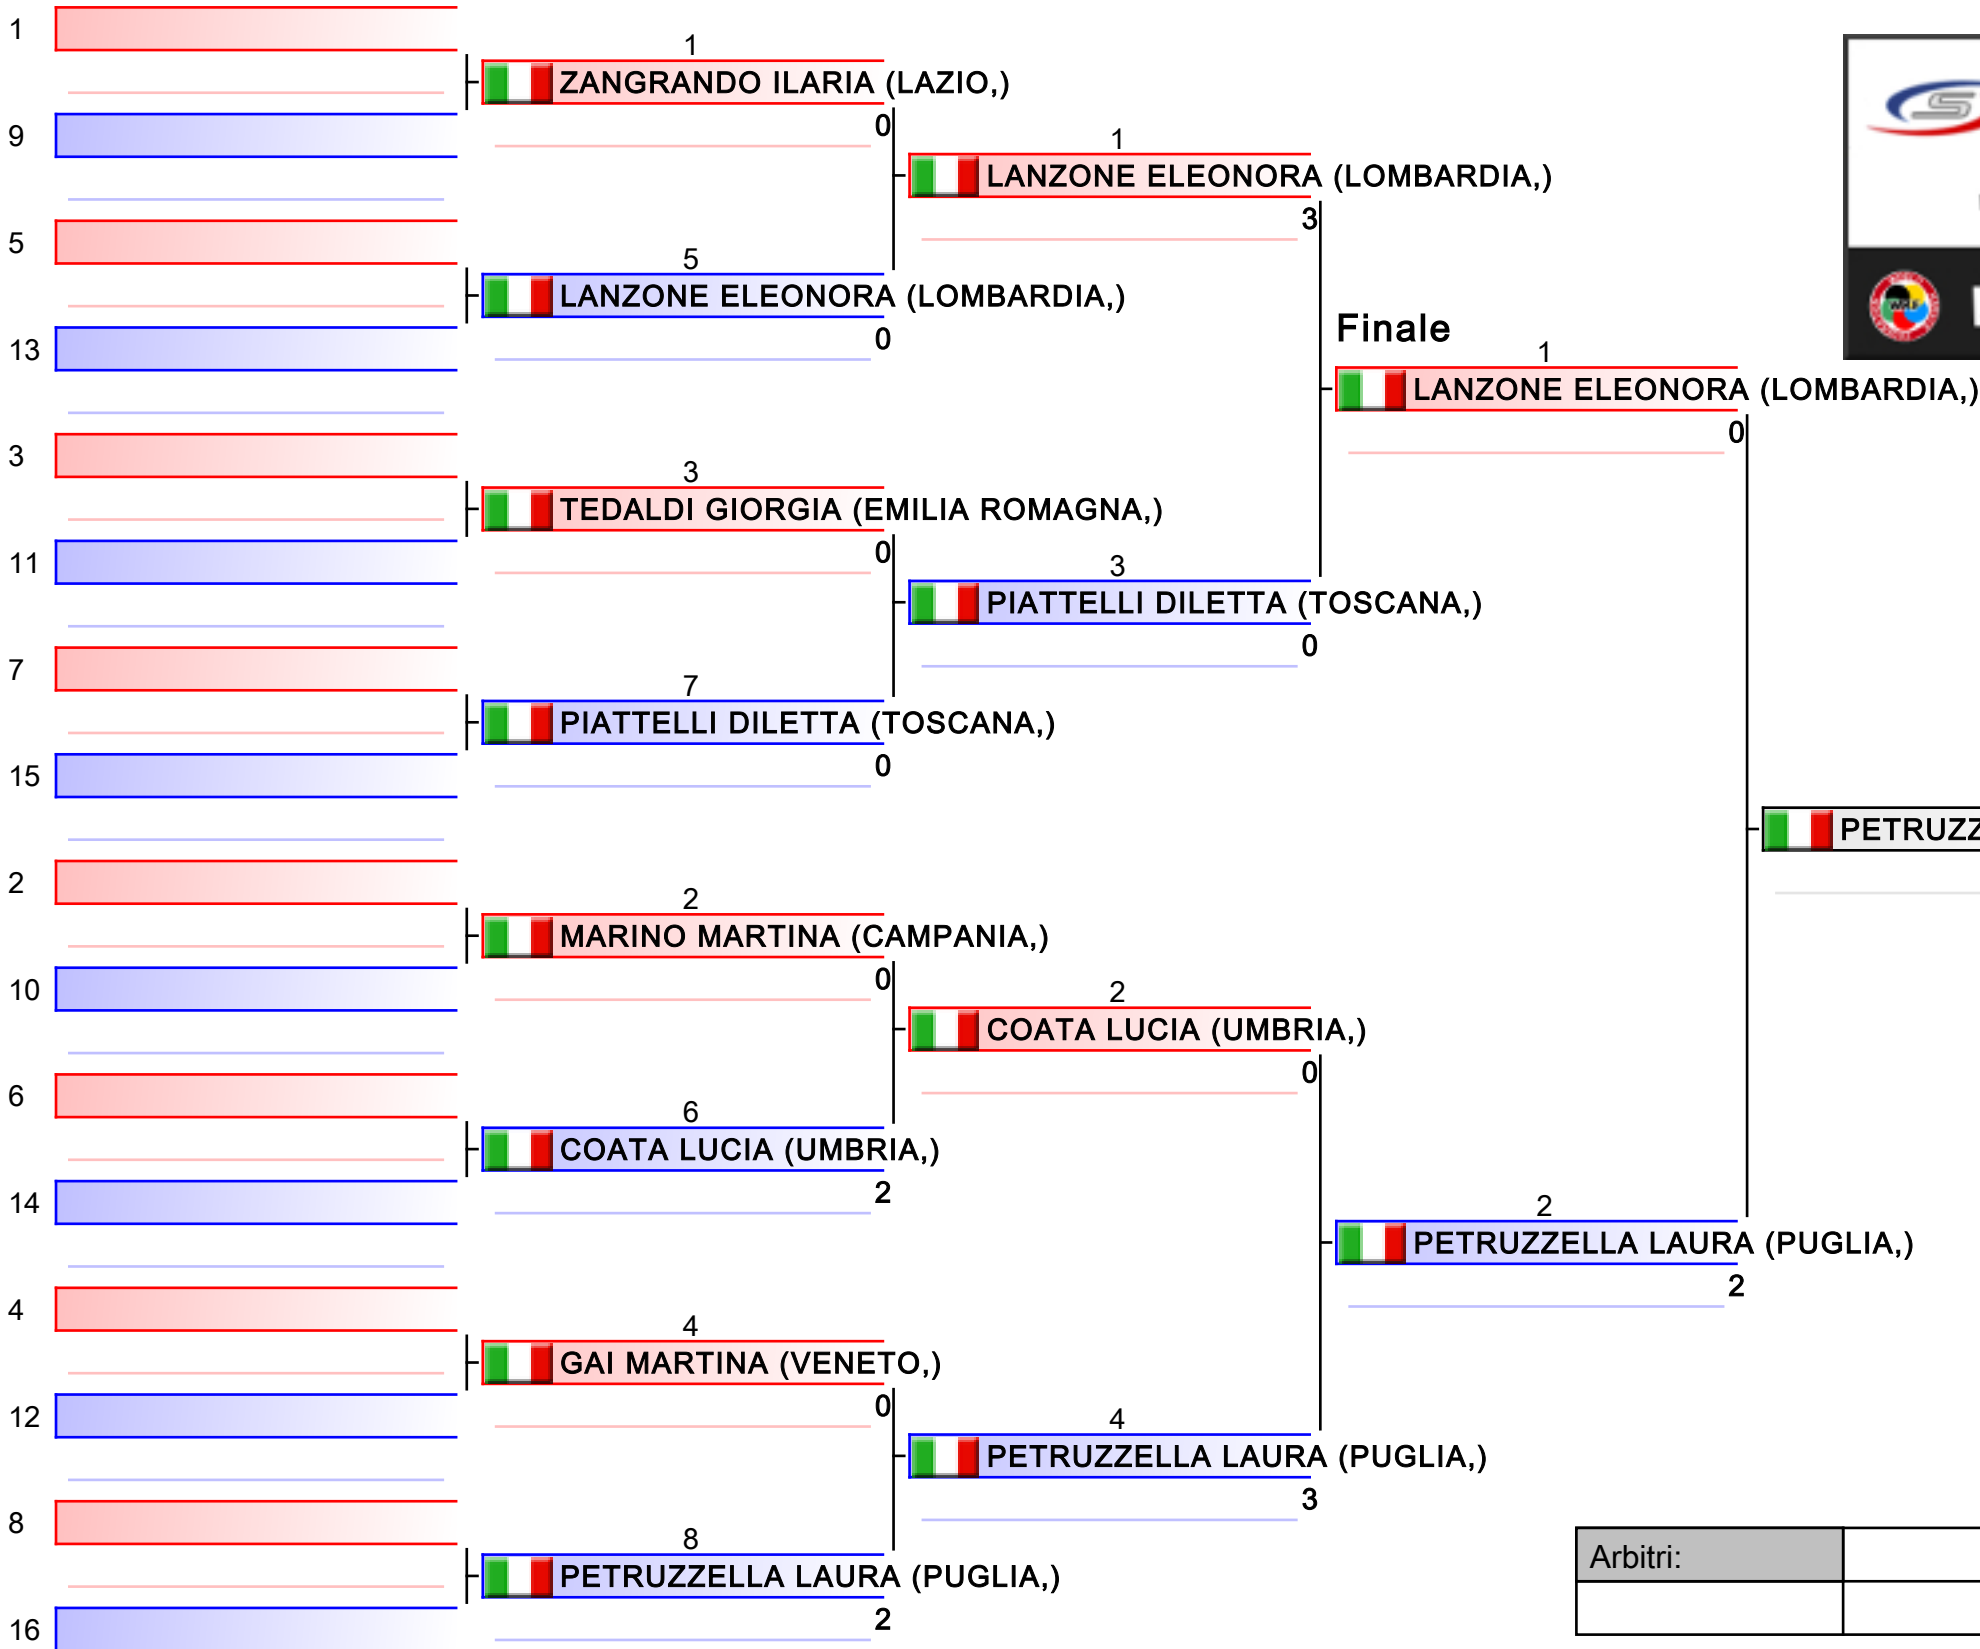 1
9
5
13
3
11
7
15
2
10
6
14
4
12
8
16
1
ZANGRANDO ILARIA (LAZIO,)
0
5
LANZONE ELEONORA (LOMBARDIA,)
0
3
TEDALDI GIORGIA (EMILIA ROMAGNA,)
0
7
PIATTELLI DILETTA (TOSCANA,)
0
2
MARINO MARTINA (CAMPANIA,)
0
6
COATA LUCIA (UMBRIA,)
2
4
GAI MARTINA (VENETO,)
0
8
PETRUZZELLA LAURA (PUGLIA,)
2
1
LANZONE ELEONORA (LOMBARDIA,)
3
3
PIATTELLI DILETTA (TOSCANA,)
0
2
COATA LUCIA (UMBRIA,)
0
4
PETRUZZELLA LAURA (PUGLIA,)
3
Finale
1
LANZONE ELEONORA (LOMBARDIA,)
0
2
PETRUZZELLA LAURA (PUGLIA,)
2
PETRUZZ
S
WKF
Arbitri: